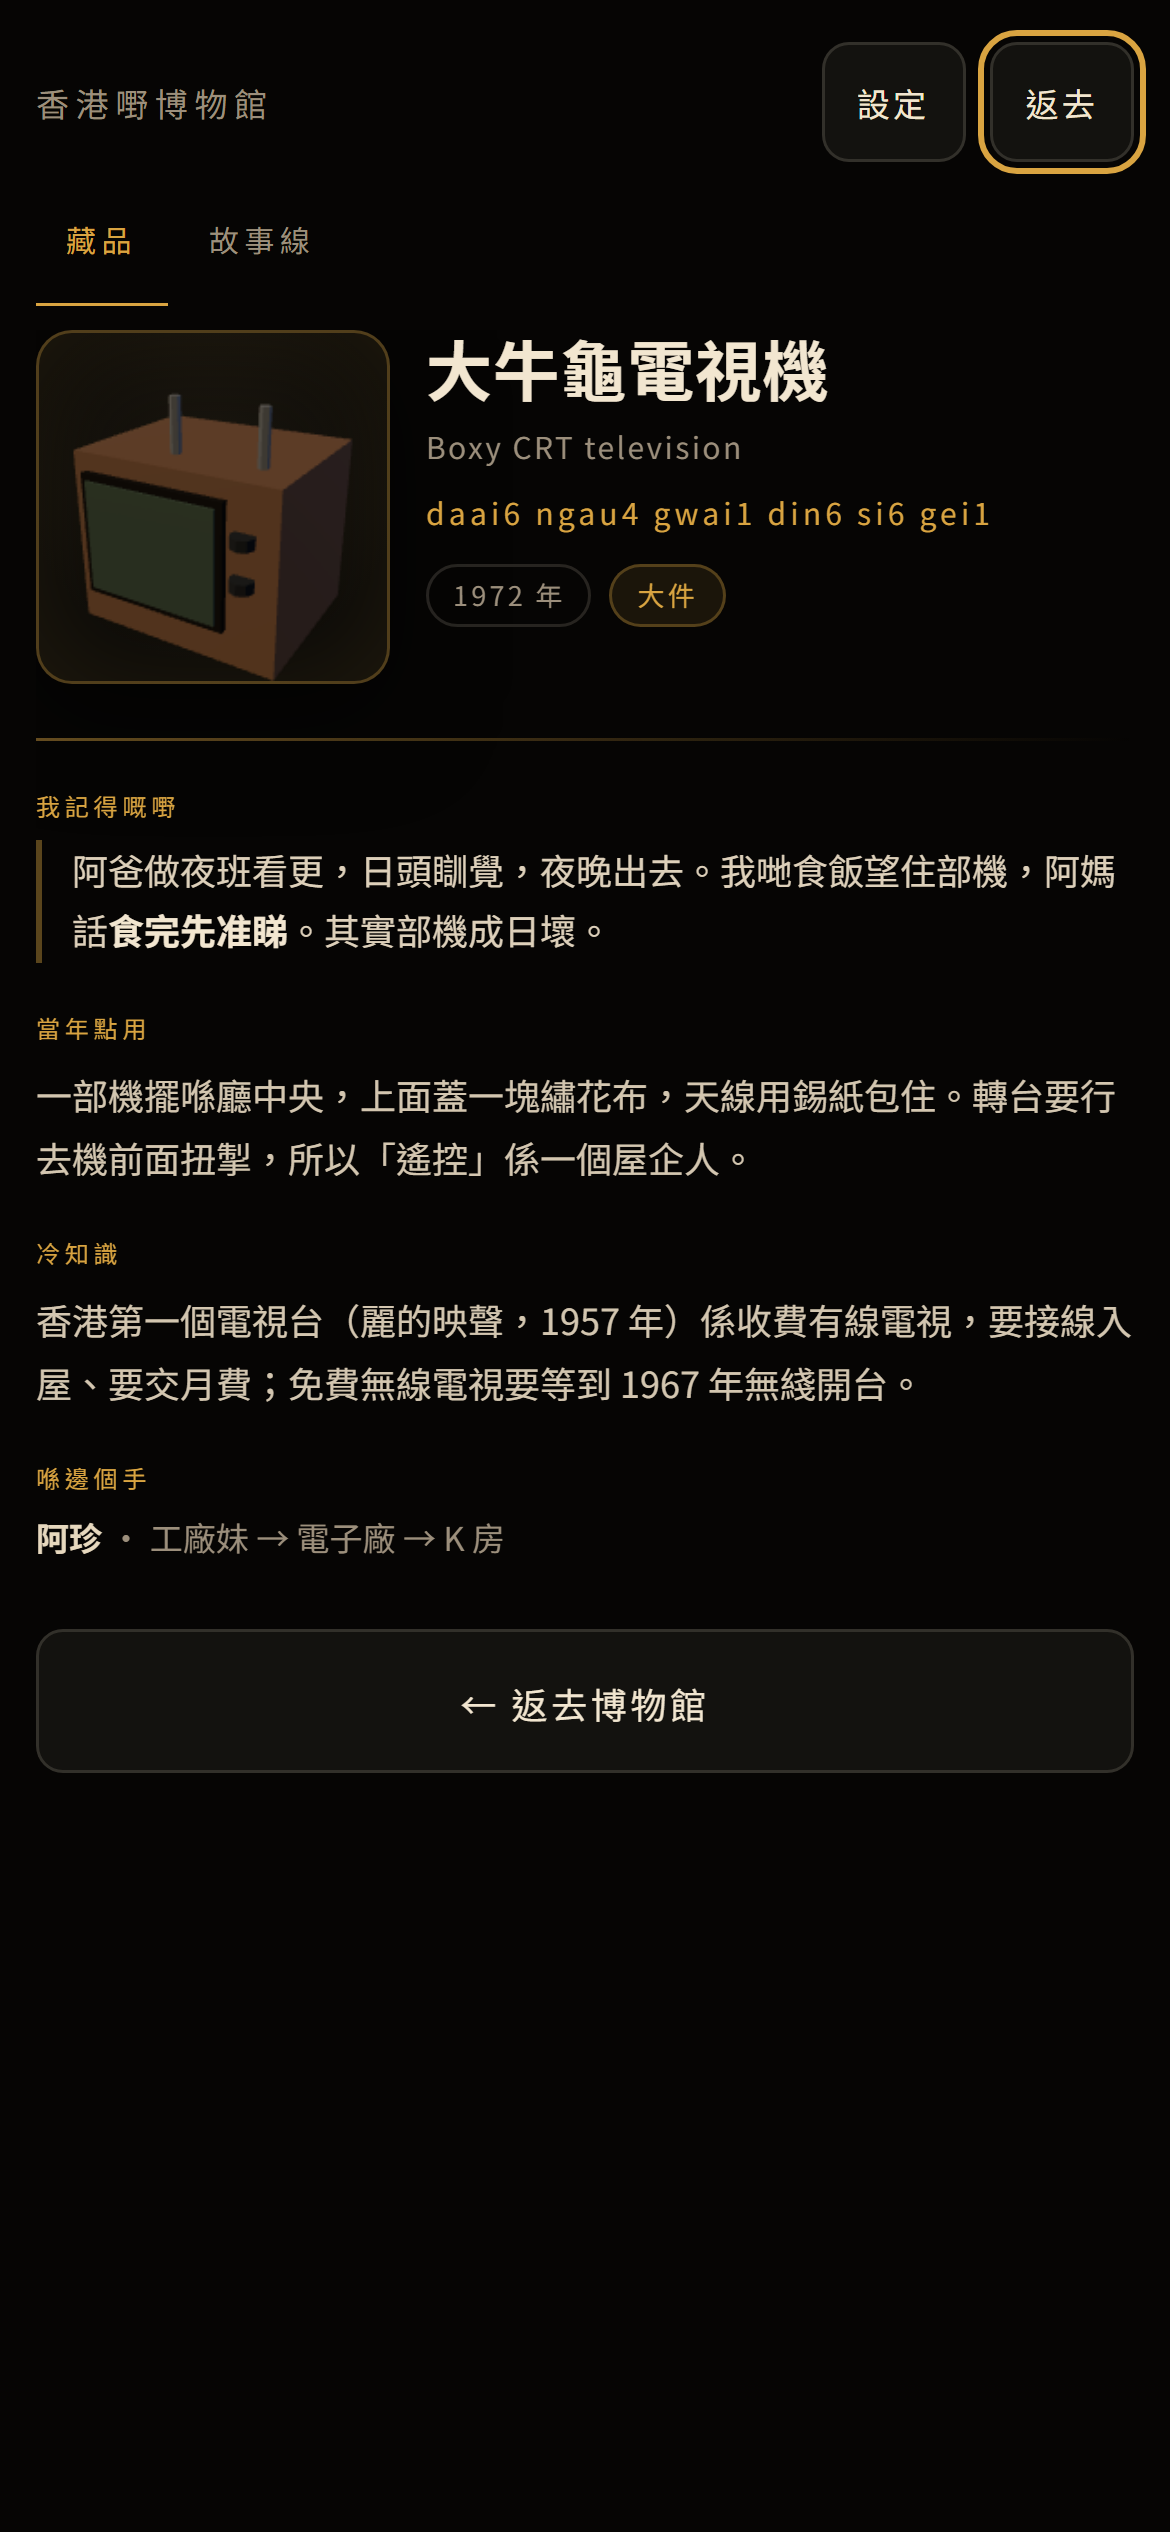 香港嘢博物館
設定
返去
藏品
故事線
大牛龜電視機
Boxy CRT television
daai6 ngau4 gwai1 din6 si6 gei1
1972 年
大件
我記得嘅嘢
阿爸做夜班看更，日頭瞓覺，夜晚出去。我哋食飯望住部機，阿媽
話食完先准睇。其實部機成日壞。
當年點用
一部機擺喺廳中央，上面蓋一塊繡花布，天線用錫紙包住。轉台要行
去機前面扭掣，所以「遙控」係一個屋企人。
冷知識
香港第一個電視台（麗的映聲，1957 年）係收費有線電視，要接線入
屋、要交月費；免費無線電視要等到 1967 年無綫開台。
喺邊個手
阿珍 · 工廠妹 → 電子廠 → K 房
← 返去博物館